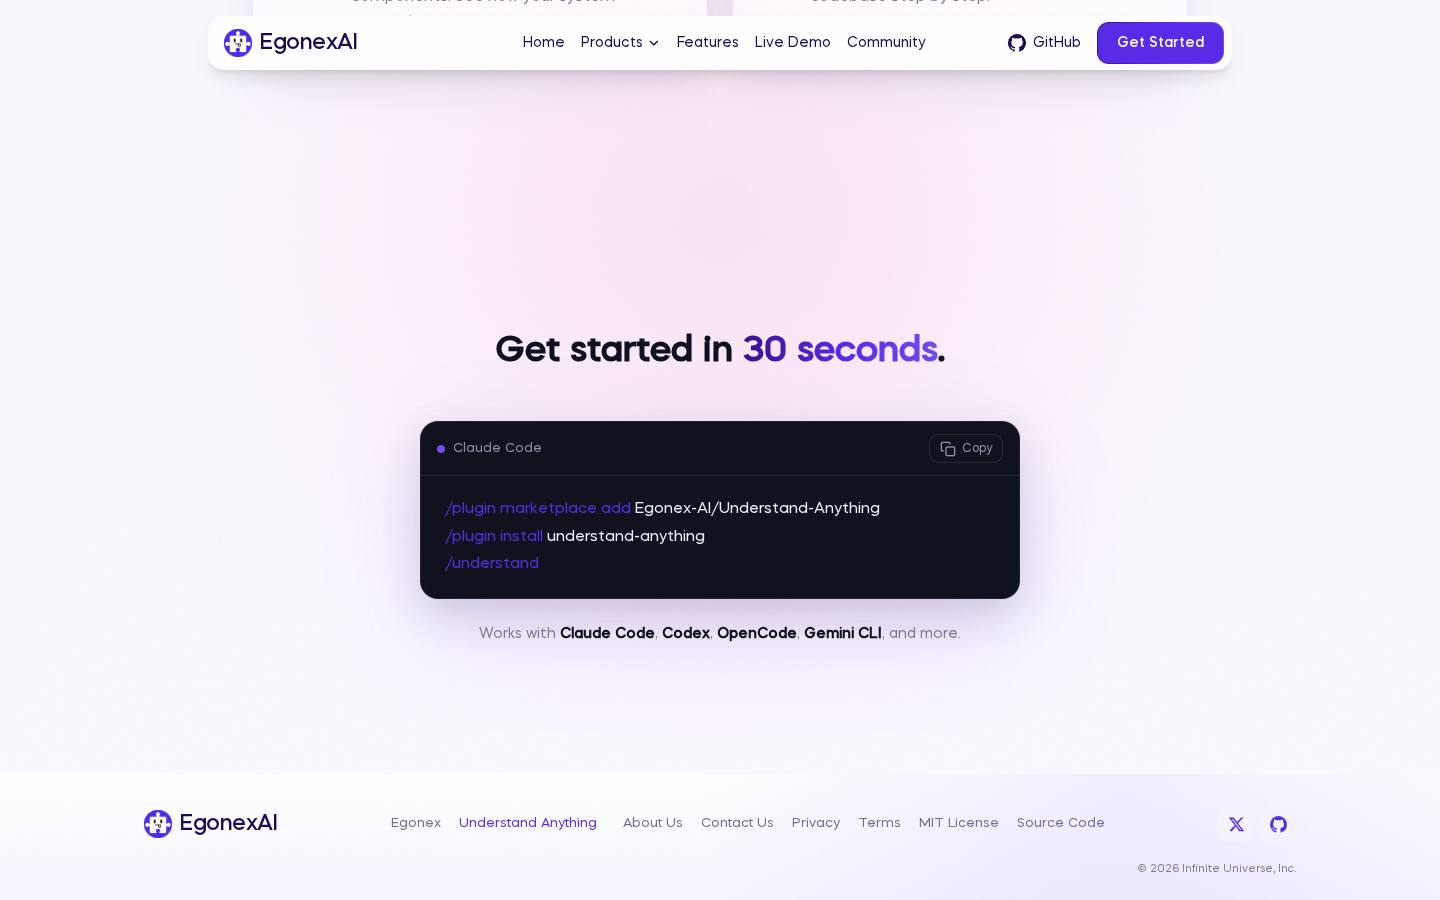 EgonexAI
Home Products Features Live Demo Community
GitHub
Get Started
Get started in 30 seconds.
Claude Code
Copy
/plugin marketplace add Egonex-AI/Understand-Anything
/plugin install understand-anything
/understand
Works with Claude Code, Codex, OpenCode, Gemini CLI, and more.
EgonexAI
Egonex Understand Anything About Us Contact Us Privacy Terms MIT License Source Code
© 2026 Infinite Universe, Inc.